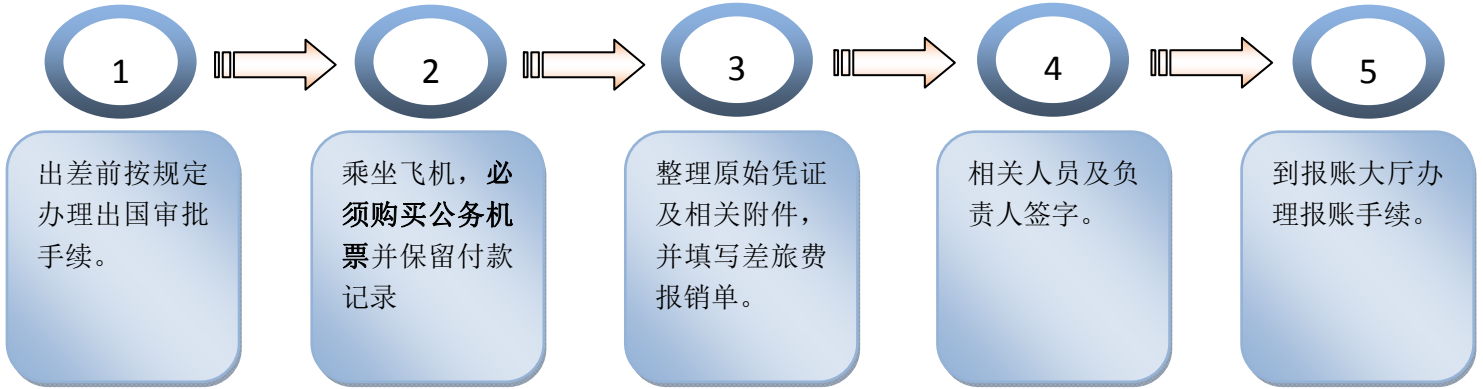 1
2
3
4
5
出差前按规定
办理出国审批
手续。
乘坐飞机，必
须购买公务机
票并保留付款
记录
整理原始凭证
及相关附件，
并填写差旅费
报销单。
相关人员及负
责人签字。
到报账大厅办
理报账手续。